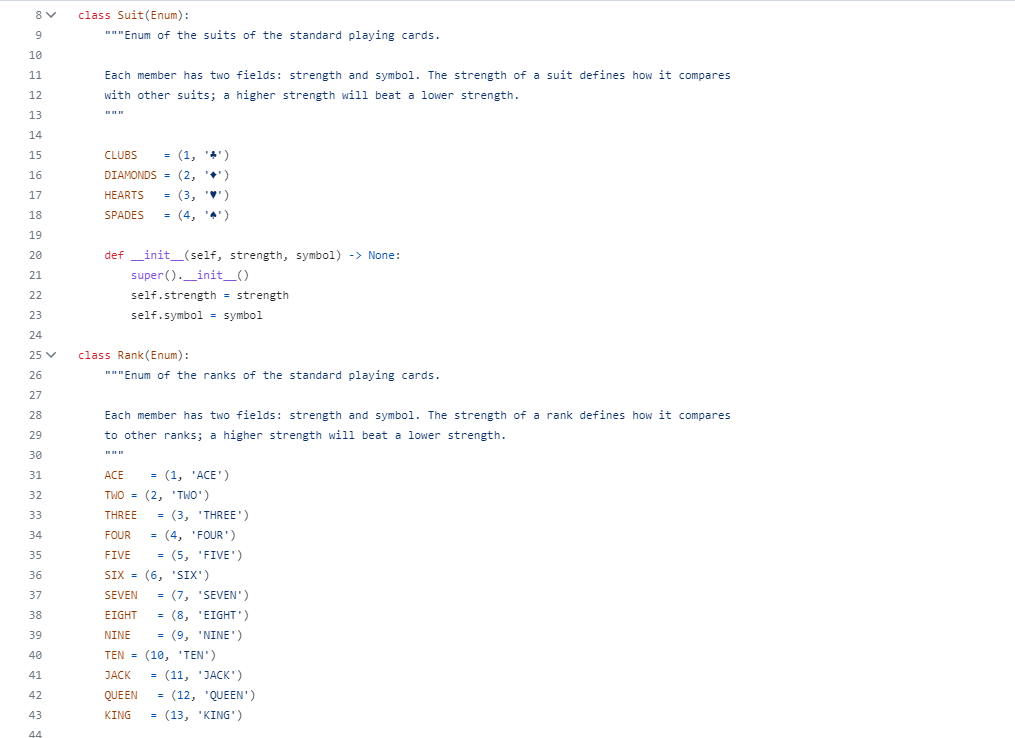 8 class Suit(Enum):
9     """Enum of the suits of the standard playing cards.
10
11     Each member has two fields: strength and symbol. The strength of a suit defines how it compares
12     with other suits; a higher strength will beat a lower strength.
13     """
14
15     CLUBS    = (1, '♣')
16     DIAMONDS = (2, '♦')
17     HEARTS   = (3, '♥')
18     SPADES   = (4, '♠')
19
20     def __init__(self, strength, symbol) -> None:
21         super().__init__()
22         self.strength = strength
23         self.symbol = symbol
24
25 class Rank(Enum):
26     """Enum of the ranks of the standard playing cards.
27
28     Each member has two fields: strength and symbol. The strength of a rank defines how it compares
29     to other ranks; a higher strength will beat a lower strength.
30     """
31     ACE    = (1, 'ACE')
32     TWO = (2, 'TWO')
33     THREE   = (3, 'THREE')
34     FOUR   = (4, 'FOUR')
35     FIVE    = (5, 'FIVE')
36     SIX = (6, 'SIX')
37     SEVEN   = (7, 'SEVEN')
38     EIGHT   = (8, 'EIGHT')
39     NINE    = (9, 'NINE')
40     TEN = (10, 'TEN')
41     JACK   = (11, 'JACK')
42     QUEEN   = (12, 'QUEEN')
43     KING   = (13, 'KING')
44